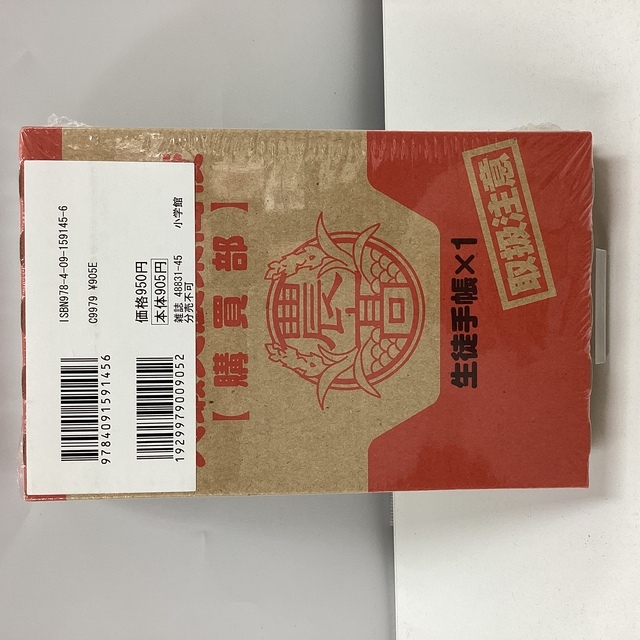 ISBN978-4-09-159145-6
C9979 ¥905E
価格950円
本体905円
雑誌 48831-45
分売不可
小学館
9784091591456
1929979009052
【購買部】
農高
生徒手帳×1
取扱注意